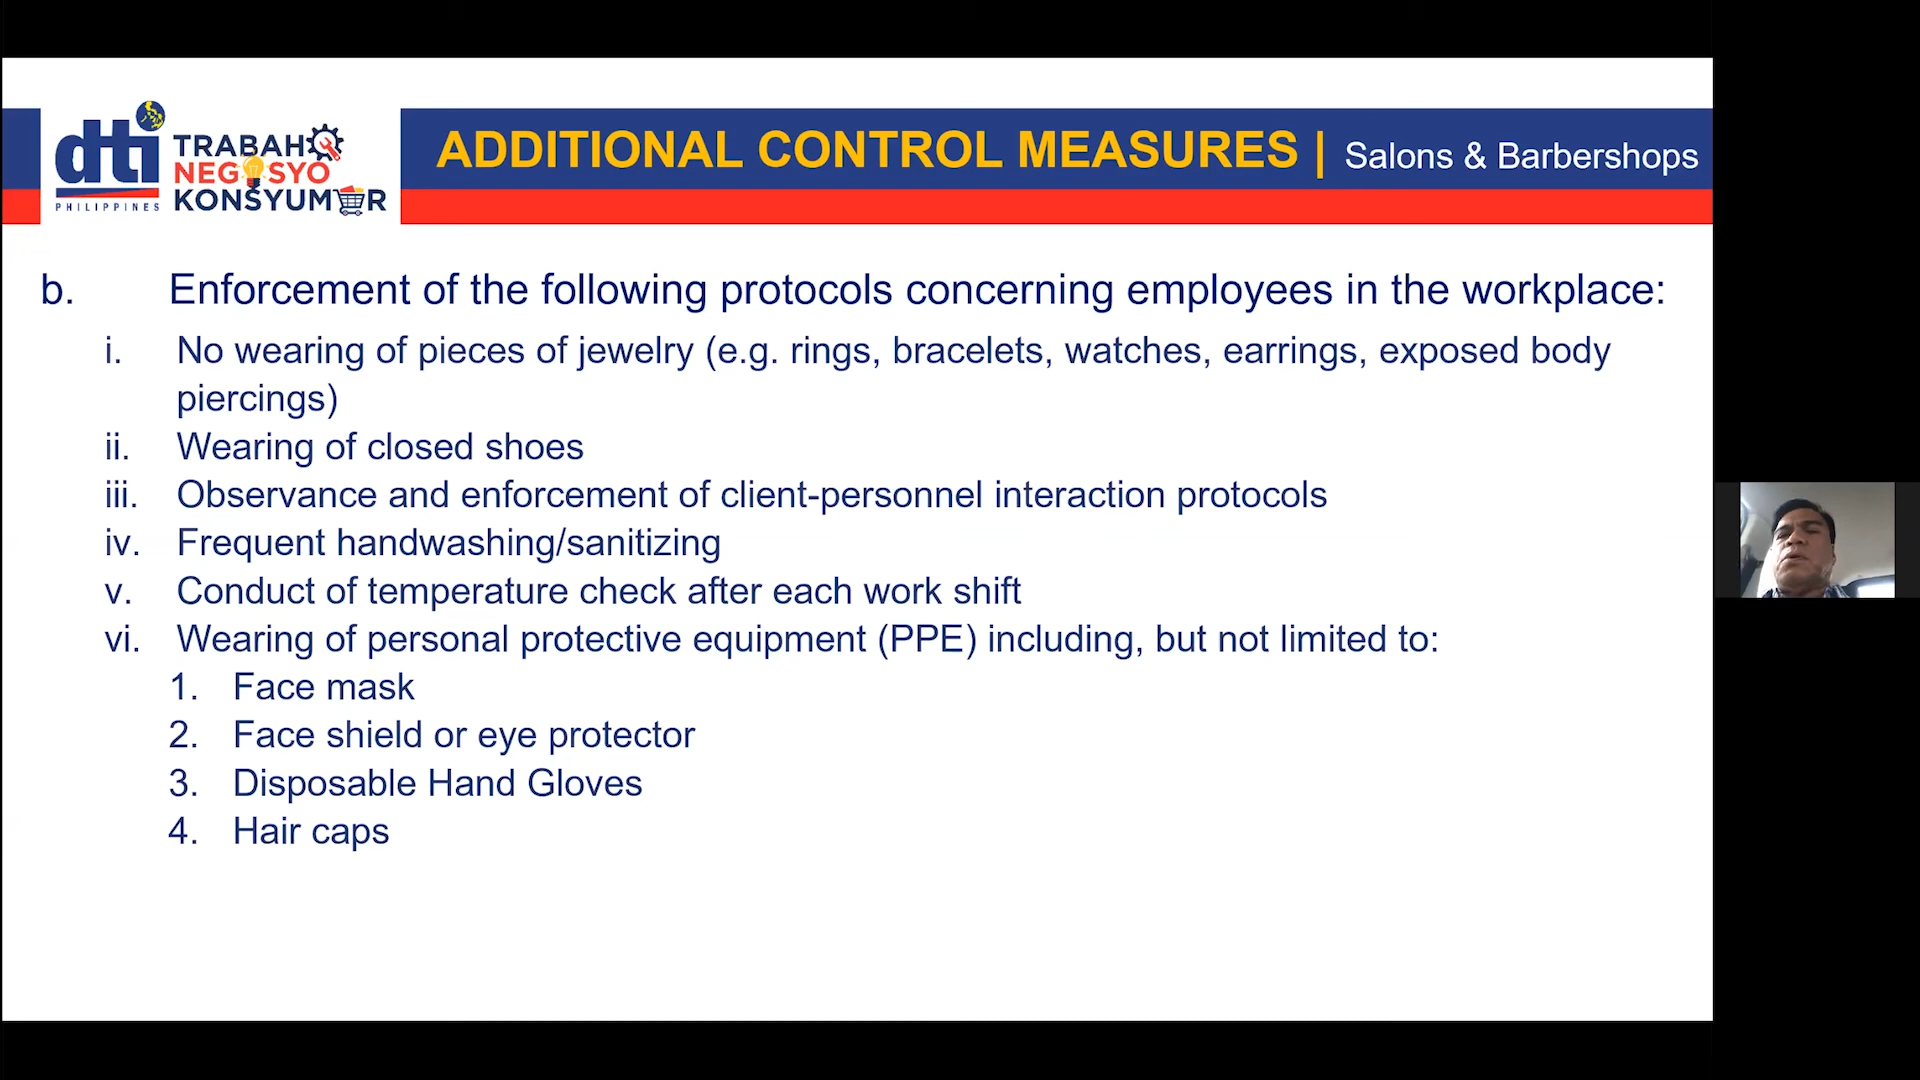 dti
PHILIPPINES
TRABAHO
NEGOSYO
KONSYUMER
ADDITIONAL CONTROL MEASURES | Salons & Barbershops
b. Enforcement of the following protocols concerning employees in the workplace:
i. No wearing of pieces of jewelry (e.g. rings, bracelets, watches, earrings, exposed body
piercings)
ii. Wearing of closed shoes
iii. Observance and enforcement of client-personnel interaction protocols
iv. Frequent handwashing/sanitizing
v. Conduct of temperature check after each work shift
vi. Wearing of personal protective equipment (PPE) including, but not limited to:
1. Face mask
2. Face shield or eye protector
3. Disposable Hand Gloves
4. Hair caps